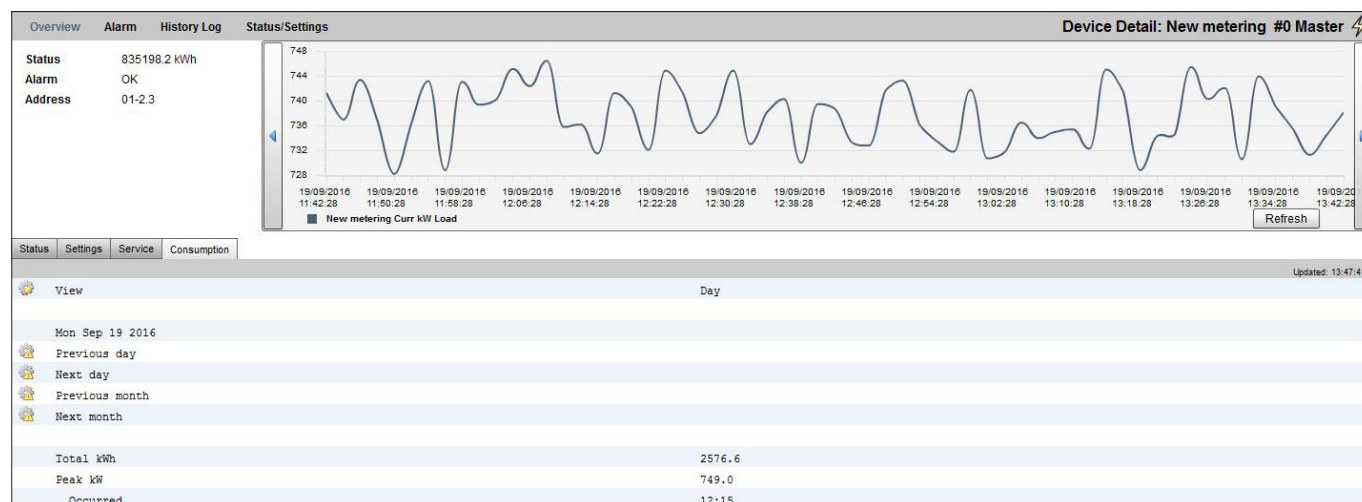 Overview Alarm History Log Status/Settings Device Detail: New metering #0 Master
Status 835198.2 kWh
Alarm OK
Address 01-2.3
748
744
740
736
732
728
19/09/2016 19/09/2016 19/09/2016 19/09/2016 19/09/2016 19/09/2016 19/09/2016 19/09/2016 19/09/2016 19/09/2016 19/09/2016 19/09/2016 19/09/2016 19/09/2016 19/09/2016 19/09/20
11:42:28 11:50:28 11:58:28 12:06:28 12:14:28 12:22:28 12:30:28 12:38:28 12:46:28 12:54:28 13:02:28 13:10:28 13:18:28 13:26:28 13:34:28 13:42:28
New metering Curr kW Load Refresh
Status Settings Service Consumption
Updated: 13:47:4
View Day
Mon Sep 19 2016
Previous day
Next day
Previous month
Next month
Total kWh 2576.6
Peak kW 749.0
Occurred 12:15